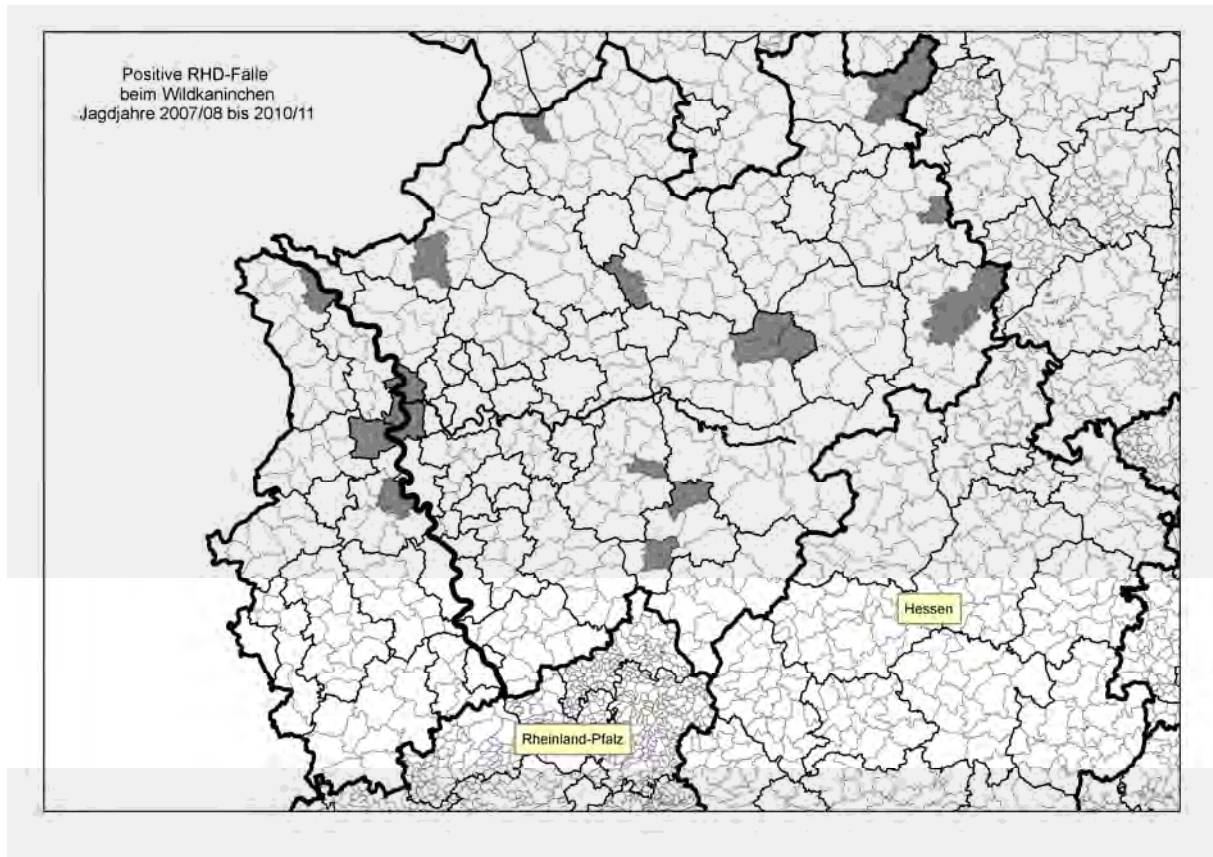 Positive RHD-Fälle
beim Wildkaninchen
Jagdjahre 2007/08 bis 2010/11
Hessen
Rheinland-Pfalz